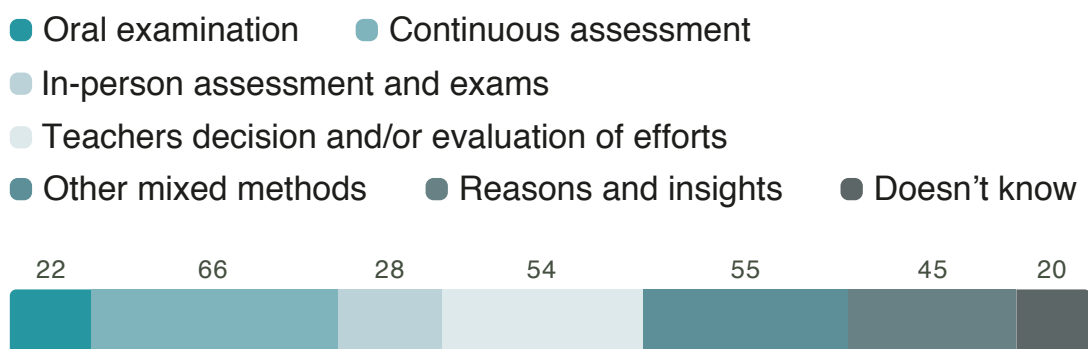 Oral examination Continuous assessment
In-person assessment and exams
Teachers decision and/or evaluation of efforts
Other mixed methods Reasons and insights Doesn’t know
22 66 28 54 55 45 20